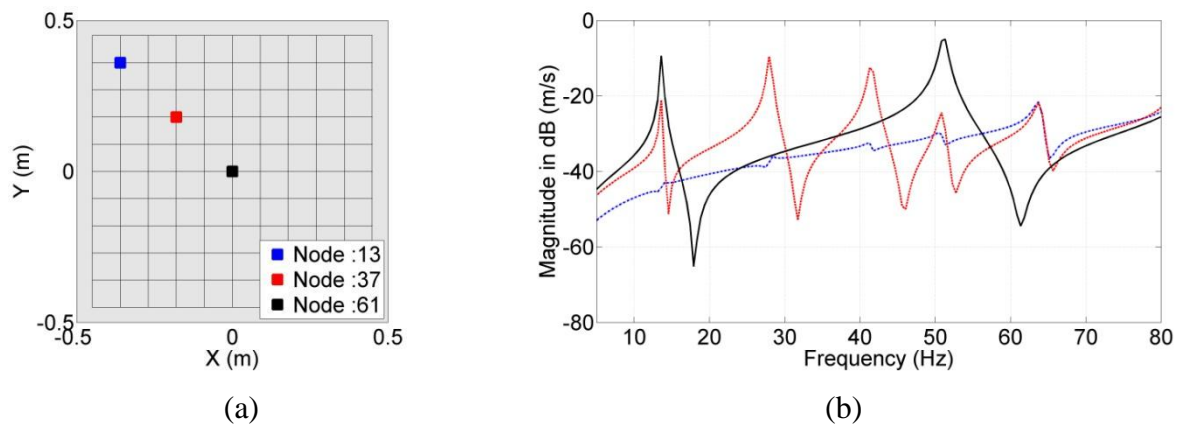 0.5
Y (m)
0
-0.5
-0.5
0
0.5
X (m)
Node :13
Node :37
Node :61
(a)
0
-20
-40
-60
-80
Magnitude in dB (m/s)
10
20
30
40
50
60
70
80
Frequency (Hz)
(b)